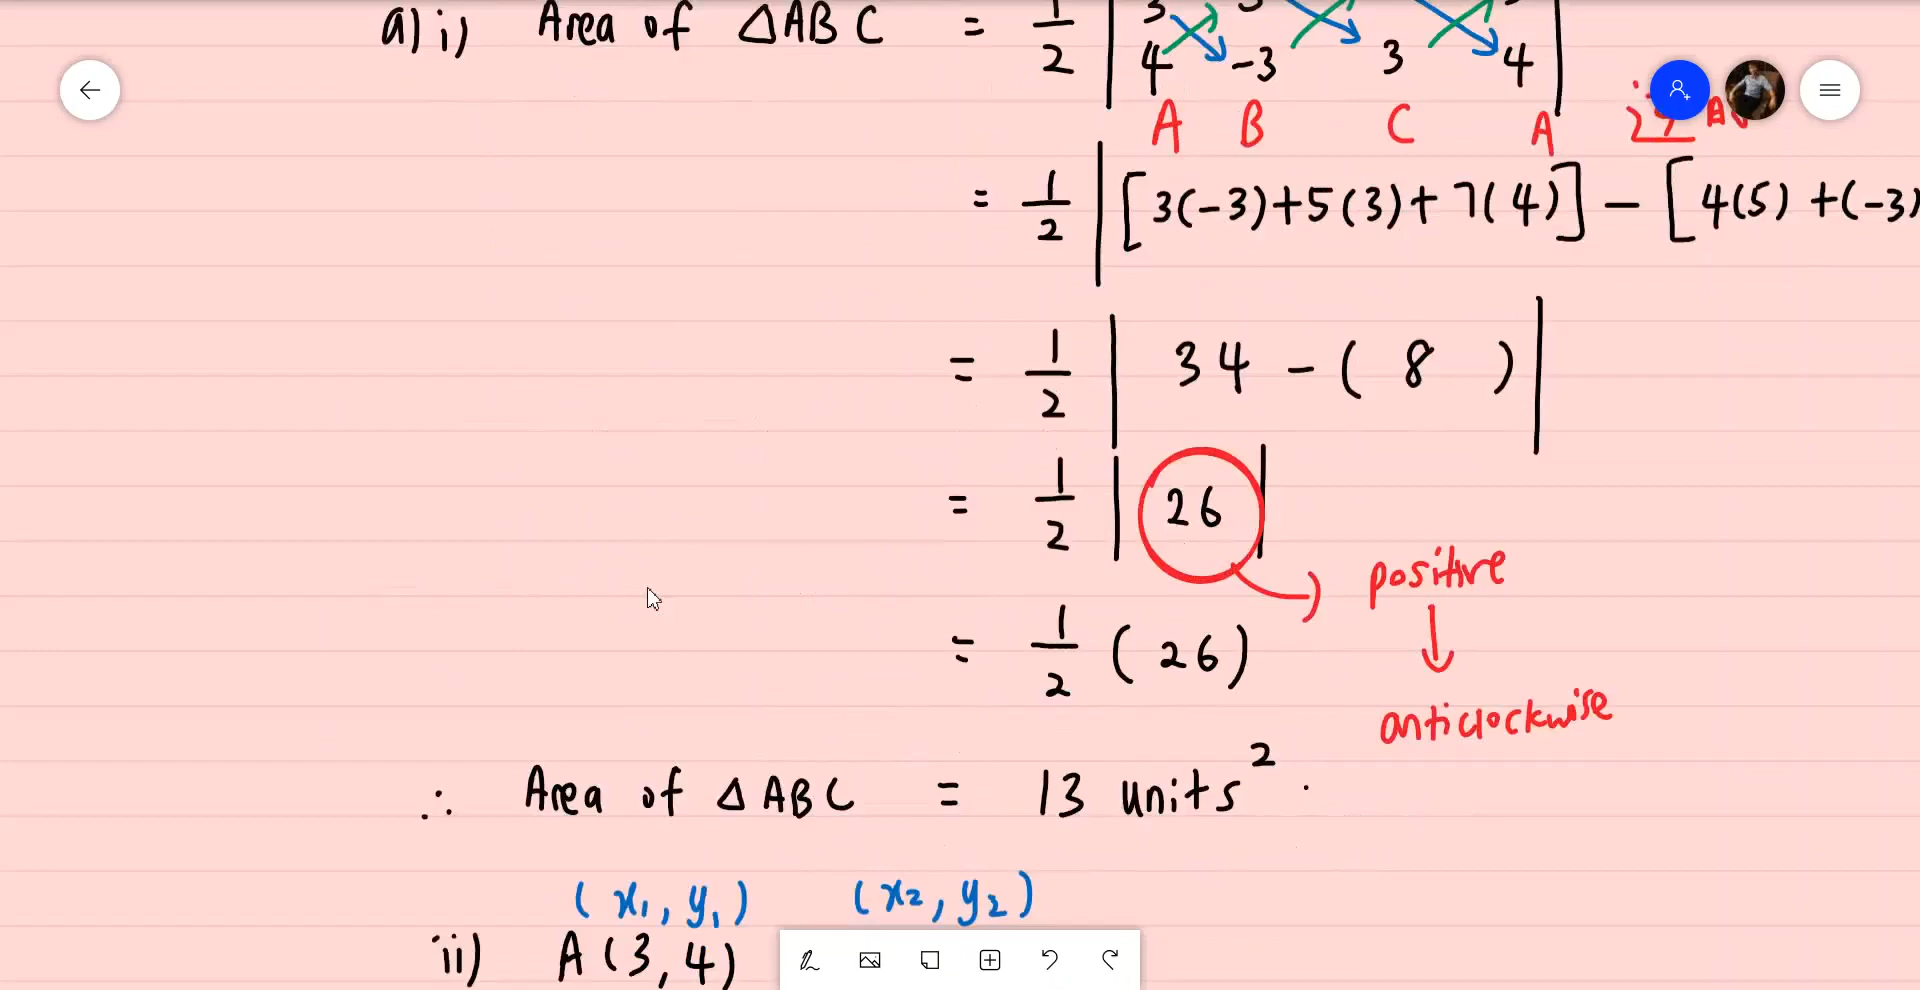 a) i) Area of △ABC = 1/2 | 3 5
4 -3 3 4 |
A B C A
= 1/2 | [3(-3)+5(3)+7(4)] - [4(5)+(-3)
= 1/2 | 34 - ( 8 ) |
= 1/2 | 26 |
positive
= 1/2 ( 26 )
anticlockwise
∴ Area of △ABC = 13 units² .
(x₁, y₁) (x₂, y₂)
ii) A(3,4)